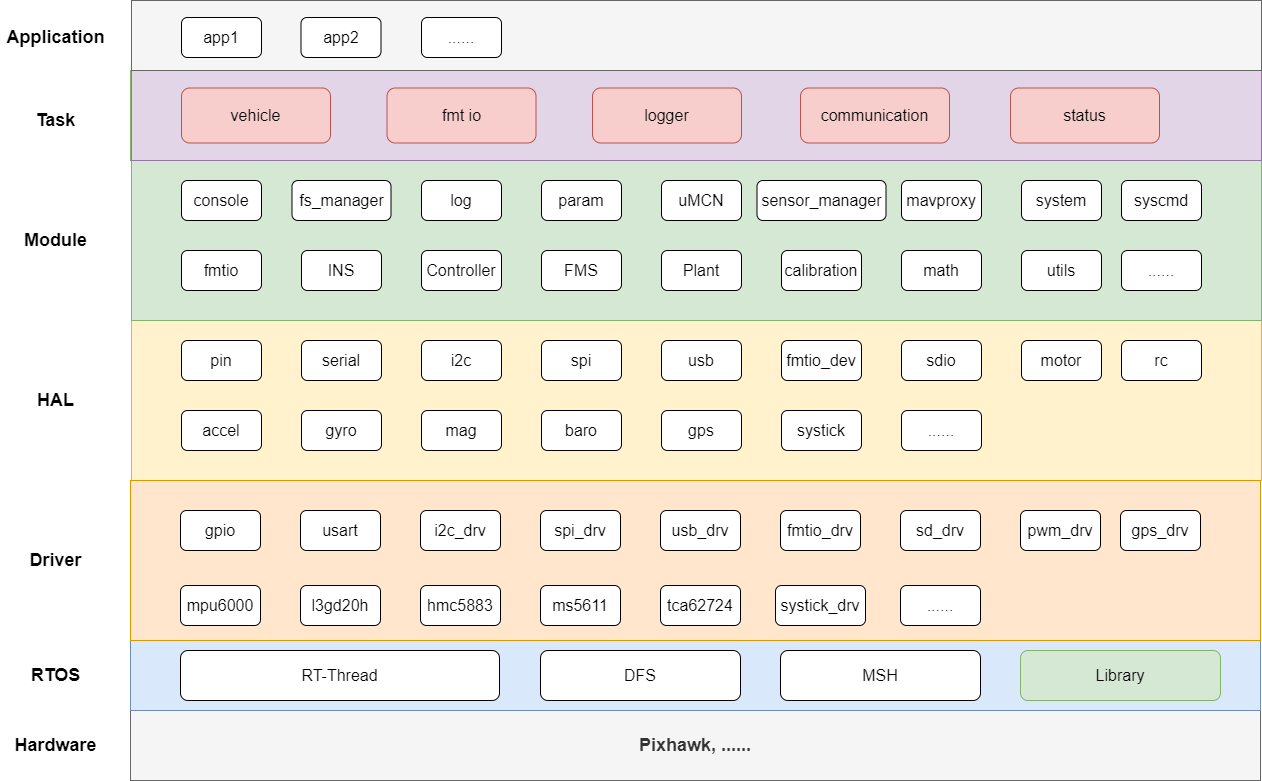 Application
app1 app2 ......
Task
vehicle fmt io logger communication status
Module
console fs_manager log param uMCN sensor_manager mavproxy system syscmd
fmtio INS Controller FMS Plant calibration math utils ......
HAL
pin serial i2c spi usb fmtio_dev sdio motor rc
accel gyro mag baro gps systick ......
Driver
gpio usart i2c_drv spi_drv usb_drv fmtio_drv sd_drv pwm_drv gps_drv
mpu6000 l3gd20h hmc5883 ms5611 tca62724 systick_drv ......
RTOS
RT-Thread DFS MSH Library
Hardware
Pixhawk, ......